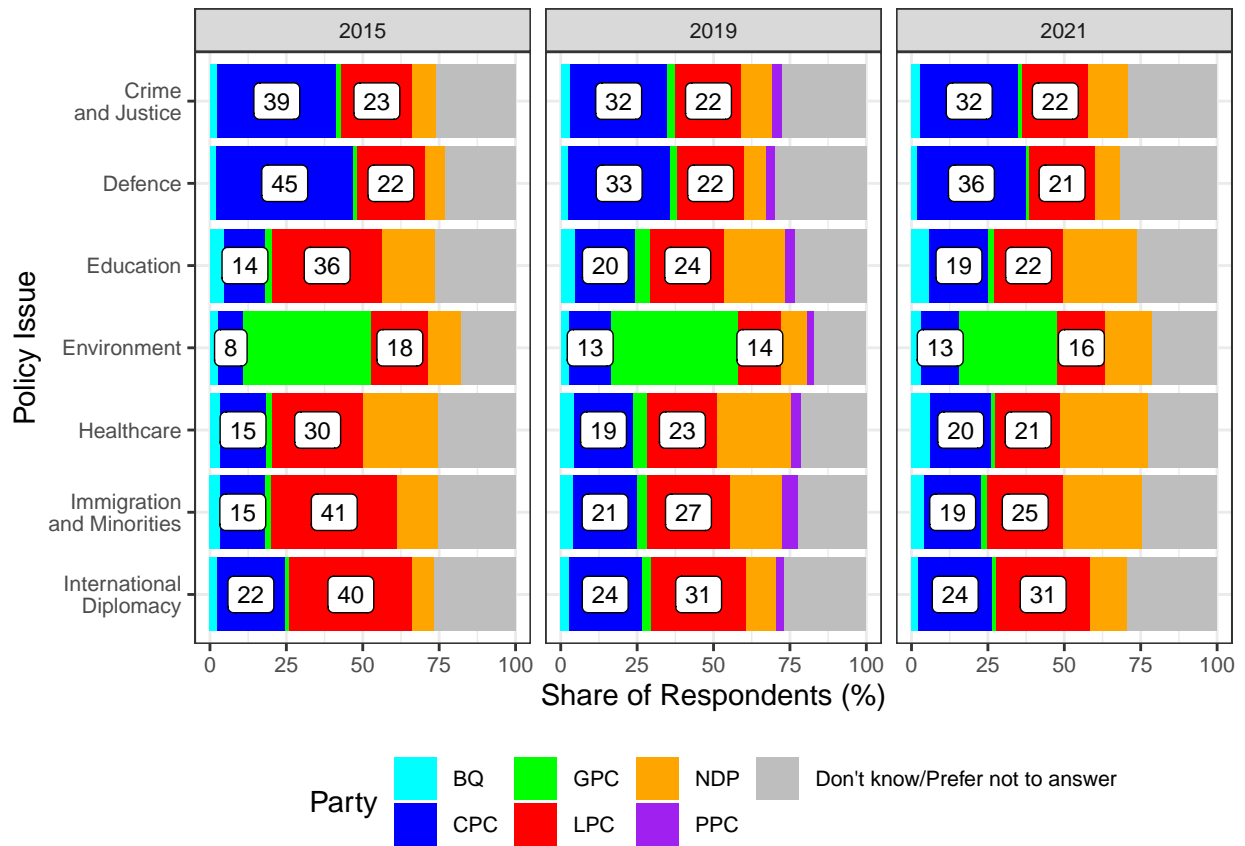 2015 2019 2021
Crime
and Justice
39 23 32 22 32 22
Defence
45 22 33 22 36 21
Education
14 36 20 24 19 22
Environment
8 18 13 14 13 16
Healthcare
15 30 19 23 20 21
Immigration
and Minorities
15 41 21 27 19 25
International
Diplomacy
22 40 24 31 24 31
Policy Issue
0 25 50 75 100 0 25 50 75 100 0 25 50 75 100
Share of Respondents (%)
Party
BQ GPC NDP Don't know/Prefer not to answer
CPC LPC PPC